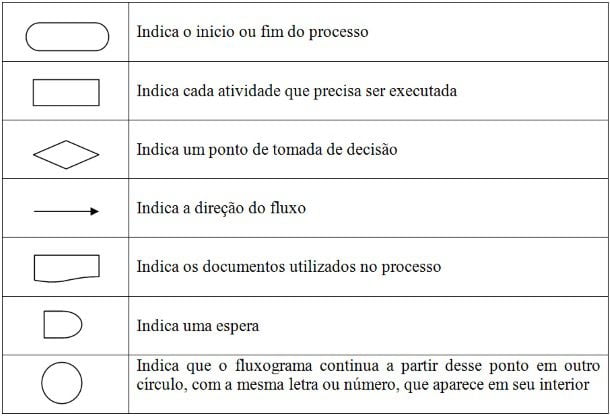 Indica o inicio ou fim do processo
Indica cada atividade que precisa ser executada
Indica um ponto de tomada de decisão
Indica a direção do fluxo
Indica os documentos utilizados no processo
Indica uma espera
Indica que o fluxograma continua a partir desse ponto em outro
círculo, com a mesma letra ou número, que aparece em seu interior